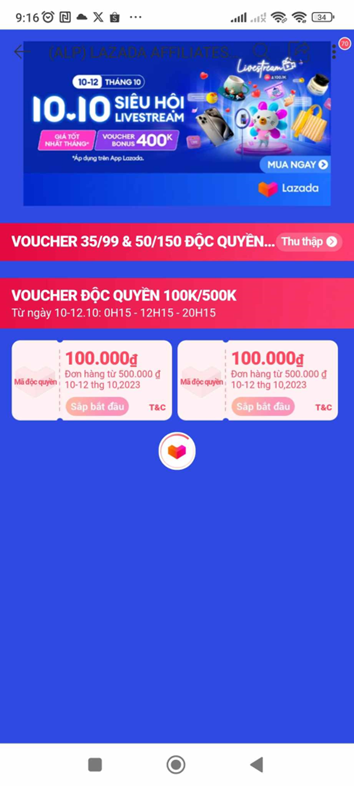 9:16
34
[ALP] LAZADA AFFILIATES
70
10-12 THÁNG 10
10.10 SIÊU HỘI LIVESTREAM
GIÁ TỐT NHẤT THÁNG*
VOUCHER BONUS 400K
*Áp dụng trên App Lazada.
Livestream
MUA NGAY
Lazada
VOUCHER 35/99 & 50/150 ĐỘC QUYỀN...
Thu thập
VOUCHER ĐỘC QUYỀN 100K/500K
Từ ngày 10-12.10: 0H15 - 12H15 - 20H15
Mã độc quyền
100.000₫
Đơn hàng từ 500.000 ₫
10-12 thg 10,2023
Sắp bắt đầu
T&C
Mã độc quyền
100.000₫
Đơn hàng từ 500.000 ₫
10-12 thg 10,2023
Sắp bắt đầu
T&C